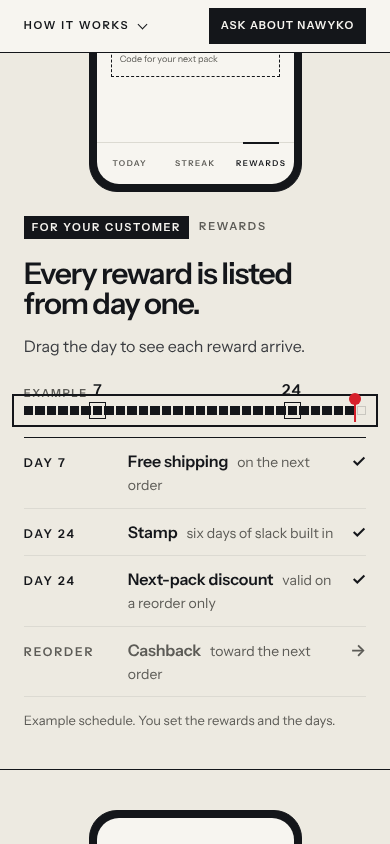 HOW IT WORKS
ASK ABOUT NAWYKO
Code for your next pack
TODAY STREAK REWARDS
FOR YOUR CUSTOMER REWARDS
Every reward is listed
from day one.
Drag the day to see each reward arrive.
EXAMPLE 7 24
DAY 7 Free shipping on the next
order
DAY 24 Stamp six days of slack built in
DAY 24 Next-pack discount valid on
a reorder only
REORDER Cashback toward the next
order
Example schedule. You set the rewards and the days.